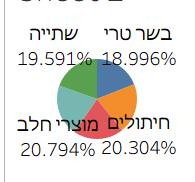 בשר טרי
18.996%
שתייה
19.591%
חיתולים
20.304%
מוצרי חלב
20.794%